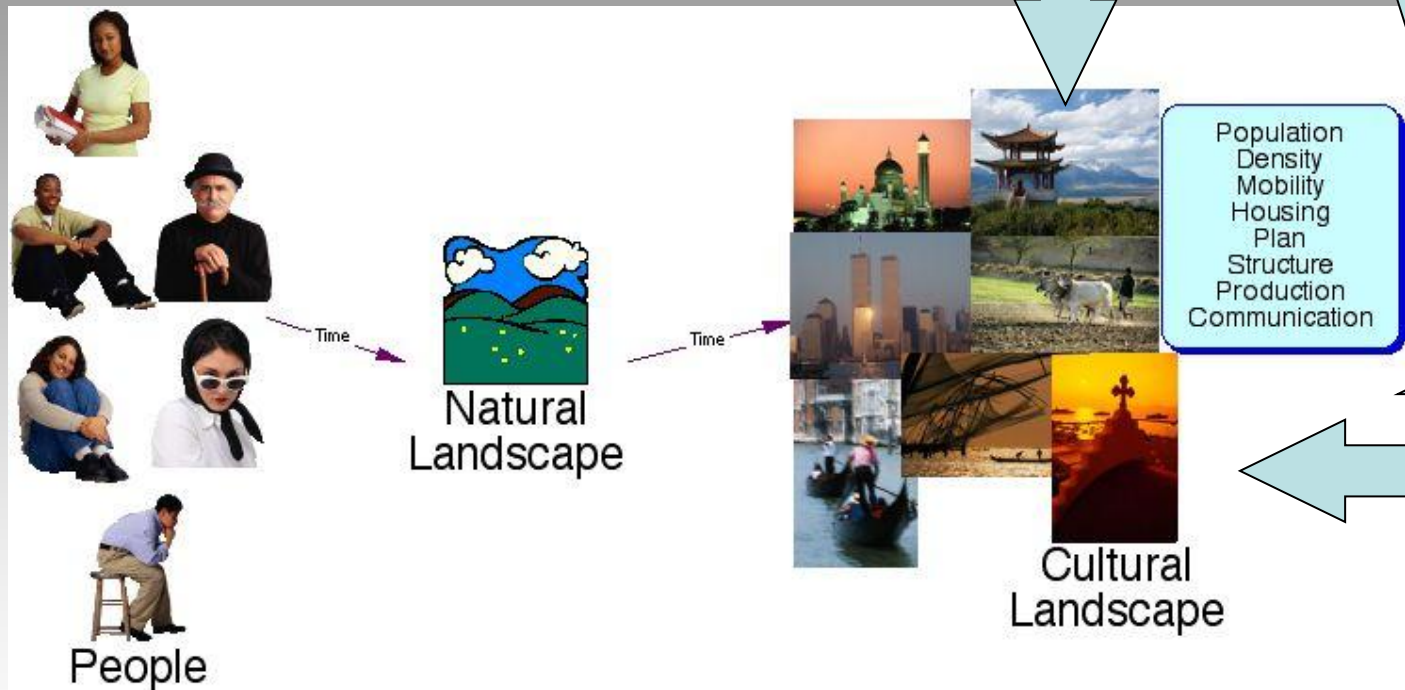 People
Time
Natural
Landscape
Time
Cultural
Landscape
Population
Density
Mobility
Housing
Plan
Structure
Production
Communication